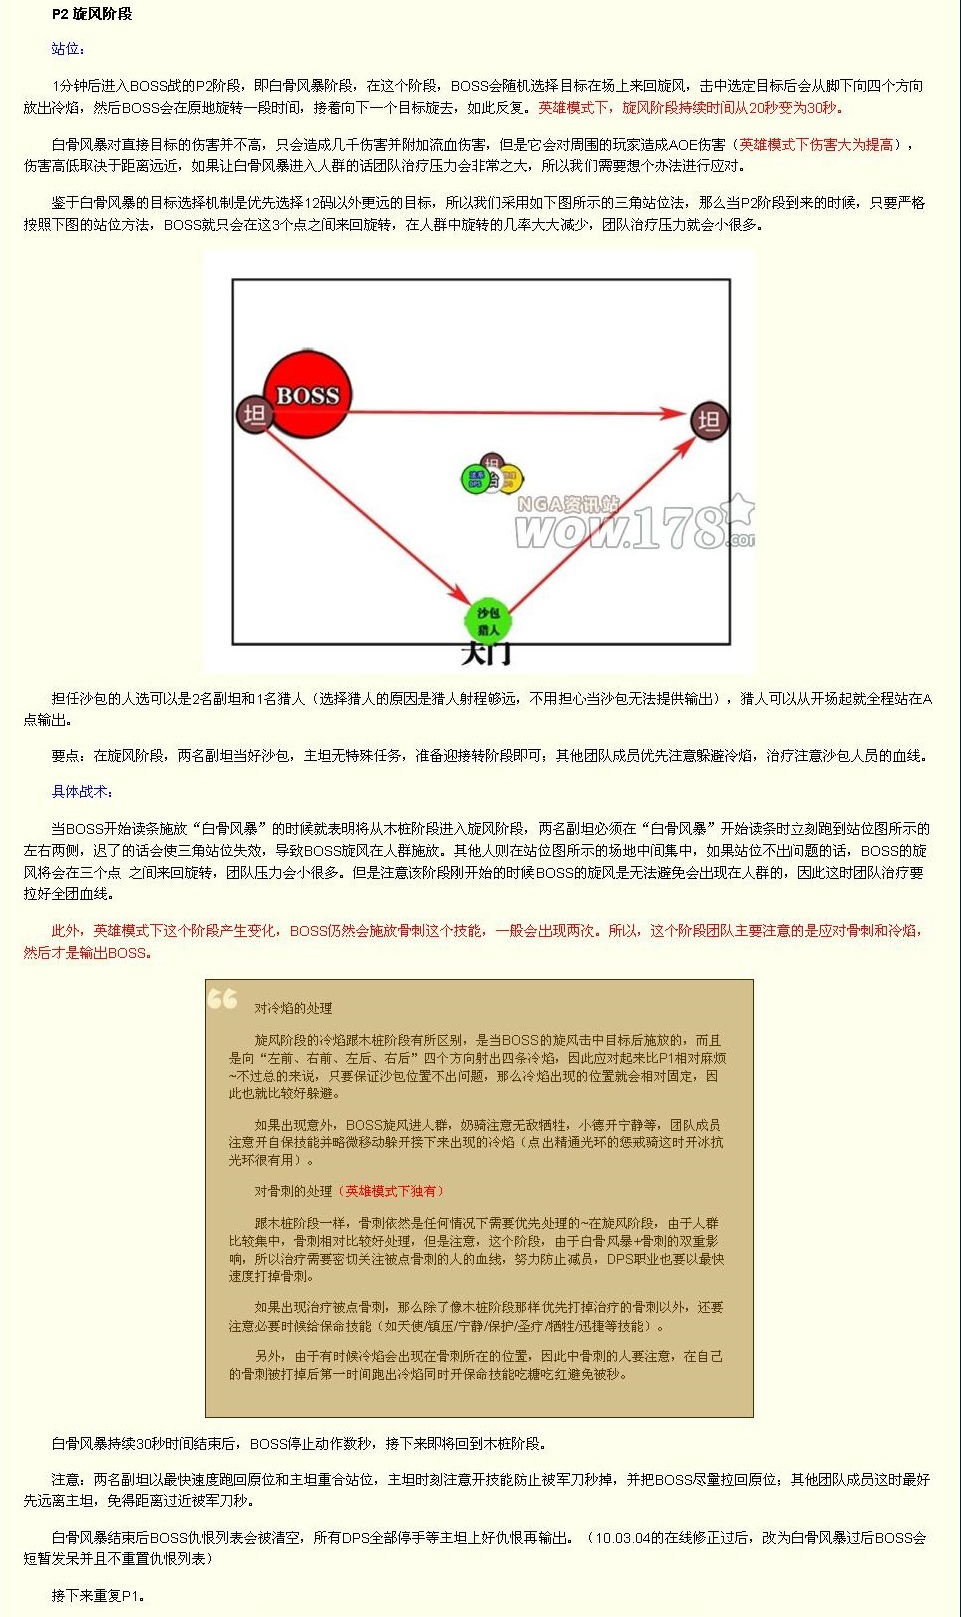 P2 旋风阶段
站位：
1分钟后进入BOSS战的P2阶段，即白骨风暴阶段，在这个阶段，BOSS会随机选择目标在场上来回旋风，击中选定目标后会从脚下向四个方向
放出冷焰，然后BOSS会在原地旋转一段时间，接着向下一个目标旋去，如此反复。英雄模式下，旋风阶段持续时间从20秒变为30秒。
白骨风暴对直接目标的伤害并不高，只会造成几千伤害并附加流血伤害，但是它会对周围的玩家造成AOE伤害（英雄模式下伤害大为提高），
伤害高低取决于距离远近，如果让白骨风暴进入人群的话团队治疗压力会非常之大，所以我们需要想个办法进行应对。
鉴于白骨风暴的目标选择机制是优先选择12码以外更远的目标，所以我们采用如下图所示的三角站位法，那么当P2阶段到来的时候，只要严格
按照下图的站位方法，BOSS就只会在这3个点之间来回旋转，在人群中旋转的几率大大减少，团队治疗压力就会小很多。
BOSS
坦
坦
坦
NGA资讯站
wow.178.com
沙包
猎人
大门
担任沙包的人选可以是2名副坦和1名猎人（选择猎人的原因是猎人射程够远，不用担心当沙包无法提供输出），猎人可以从开场起就全程站在A
点输出。
要点：在旋风阶段，两名副坦当好沙包，主坦无特殊任务，准备迎接转阶段即可；其他团队成员优先注意躲避冷焰，治疗注意沙包人员的血线。
具体战术：
当BOSS开始读条施放“白骨风暴”的时候就表明将从木桩阶段进入旋风阶段，两名副坦必须在“白骨风暴”开始读条时立刻跑到站位图所示的
左右两侧，迟了的话会使三角站位失效，导致BOSS旋风在人群施放。其他人则在站位图所示的场地中间集中，如果站位不出问题的话，BOSS的旋
风将会在三个点 之间来回旋转，团队压力会小很多。但是注意该阶段刚开始的时候BOSS的旋风是无法避免会出现在人群的，因此这时团队治疗要
拉好全团血线。
此外，英雄模式下这个阶段产生变化，BOSS仍然会施放骨刺这个技能，一般会出现两次。所以，这个阶段团队主要注意的是应对骨刺和冷焰，
然后才是输出BOSS。
对冷焰的处理
旋风阶段的冷焰跟木桩阶段有所区别，是当BOSS的旋风击中目标后施放的，而且
是向“左前、右前、左后、右后”四个方向射出四条冷焰，因此应对起来比P1相对麻烦
~不过总的来说，只要保证沙包位置不出问题，那么冷焰出现的位置就会相对固定，因
此也就比较好躲避。
如果出现意外，BOSS旋风进人群，奶骑注意无敌牺牲，小德开宁静等，团队成员
注意开自保技能并略微移动躲开接下来出现的冷焰（点出精通光环的惩戒骑这时开冰抗
光环很有用）。
对骨刺的处理（英雄模式下独有）
跟木桩阶段一样，骨刺依然是任何情况下需要优先处理的~在旋风阶段，由于人群
比较集中，骨刺相对比较好处理，但是注意，这个阶段，由于白骨风暴+骨刺的双重影
响，所以治疗需要密切关注被点骨刺的人的血线，努力防止减员，DPS职业也要以最快
速度打掉骨刺。
如果出现治疗被点骨刺，那么除了像木桩阶段那样优先打掉治疗的骨刺以外，还要
注意必要时候给保命技能（如天使/镇压/宁静/保护/圣疗/牺牲/迅捷等技能）。
另外，由于有时候冷焰会出现在骨刺所在的位置，因此中骨刺的人要注意，在自己
的骨刺被打掉后第一时间跑出冷焰同时开保命技能吃糖吃红避免被秒。
白骨风暴持续30秒时间结束后，BOSS停止动作数秒，接下来即将回到木桩阶段。
注意：两名副坦以最快速度跑回原位和主坦重合站位，主坦时刻注意开技能防止被军刀秒掉，并把BOSS尽量拉回原位；其他团队成员这时最好
先远离主坦，免得距离过近被军刀秒。
白骨风暴结束后BOSS仇恨列表会被清空，所有DPS全部停手等主坦上好仇恨再输出。（10.03.04的在线修正过后，改为白骨风暴过后BOSS会
短暂发呆并且不重置仇恨列表）
接下来重复P1。